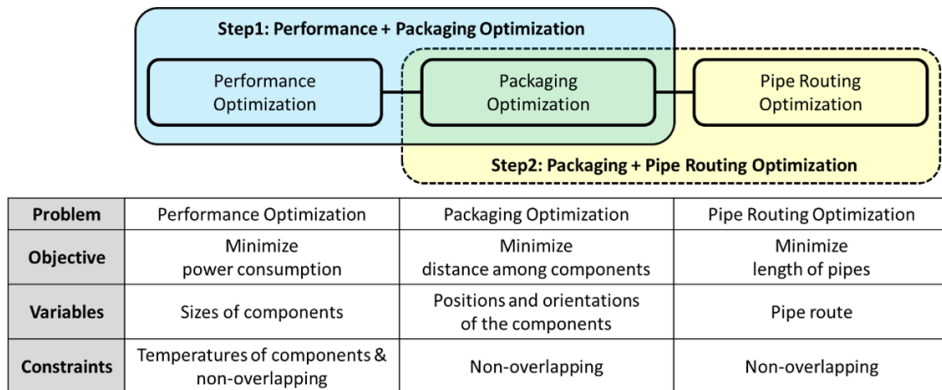 Step1: Performance + Packaging Optimization
Performance
Optimization
Packaging
Optimization
Pipe Routing
Optimization
Step2: Packaging + Pipe Routing Optimization
Problem Performance Optimization Packaging Optimization Pipe Routing Optimization
Objective
Minimize
power consumption
Minimize
distance among components
Minimize
length of pipes
Variables
Sizes of components
Positions and orientations
of the components
Pipe route
Constraints
Temperatures of components &
non-overlapping
Non-overlapping
Non-overlapping